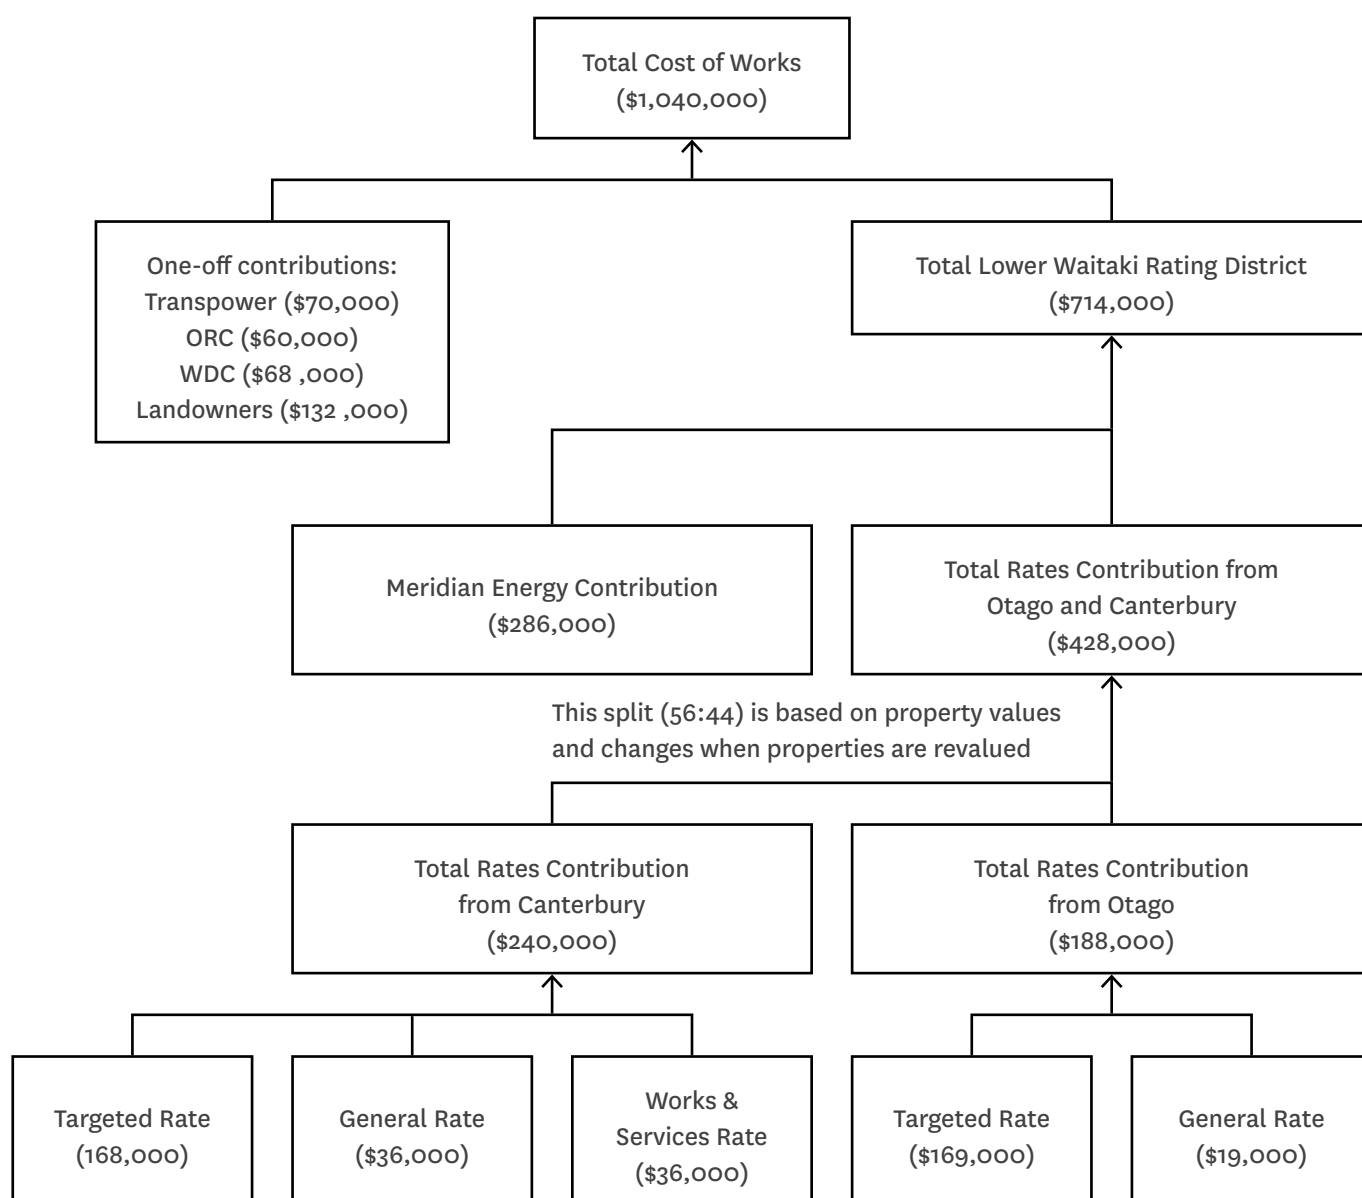 Total Cost of Works
($1,040,000)
One-off contributions:
Transpower ($70,000)
ORC ($60,000)
WDC ($68 ,000)
Landowners ($132 ,000)
Total Lower Waitaki Rating District
($714,000)
Meridian Energy Contribution
($286,000)
Total Rates Contribution from
Otago and Canterbury
($428,000)
This split (56:44) is based on property values
and changes when properties are revalued
Total Rates Contribution
from Canterbury
($240,000)
Total Rates Contribution
from Otago
($188,000)
Targeted Rate
(168,000)
General Rate
($36,000)
Works &
Services Rate
($36,000)
Targeted Rate
($169,000)
General Rate
($19,000)